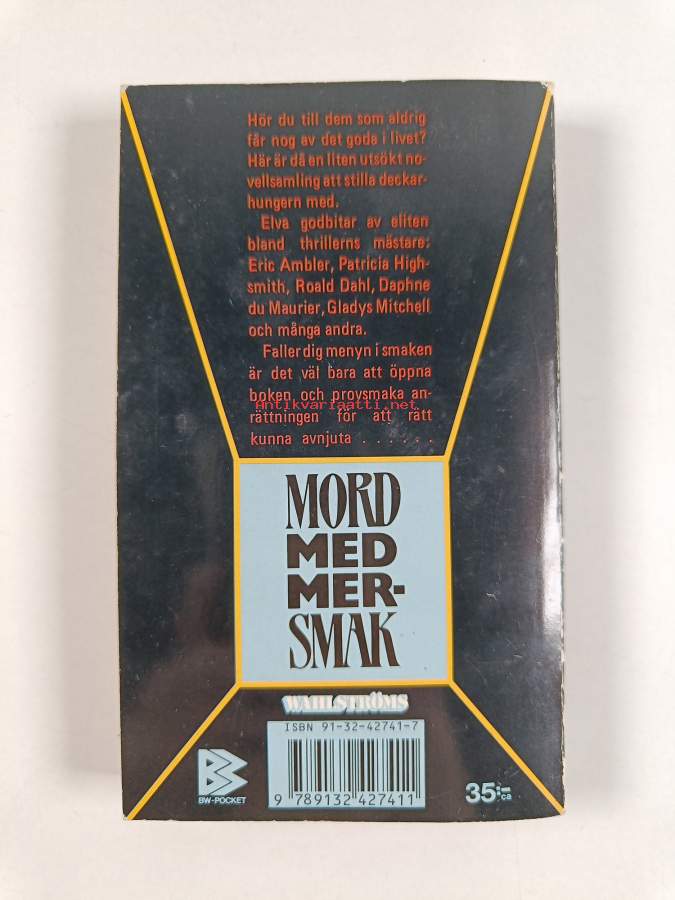 Hör du till dem som aldrig
får nog av det goda i livet?
Här är då en liten utsökt no-
vellsamling att stilla deckar-
hungern med.
Elva godbitar av eliten
bland thrillerns mästare:
Eric Ambler, Patricia High-
smith, Roald Dahl, Daphne
du Maurier, Gladys Mitchell
och många andra.
Faller dig menyn i smaken
är det väl bara att öppna
boken och provsmaka an-
Antikvariaatti.net
rättningen för att rätt
kunna avnjuta . . . . . .
MORD
MED
MER-
SMAK
WAHLSTRÖMS
ISBN 91-32-42741-7
9 789132 427411
BW-POCKET
35:-
ca